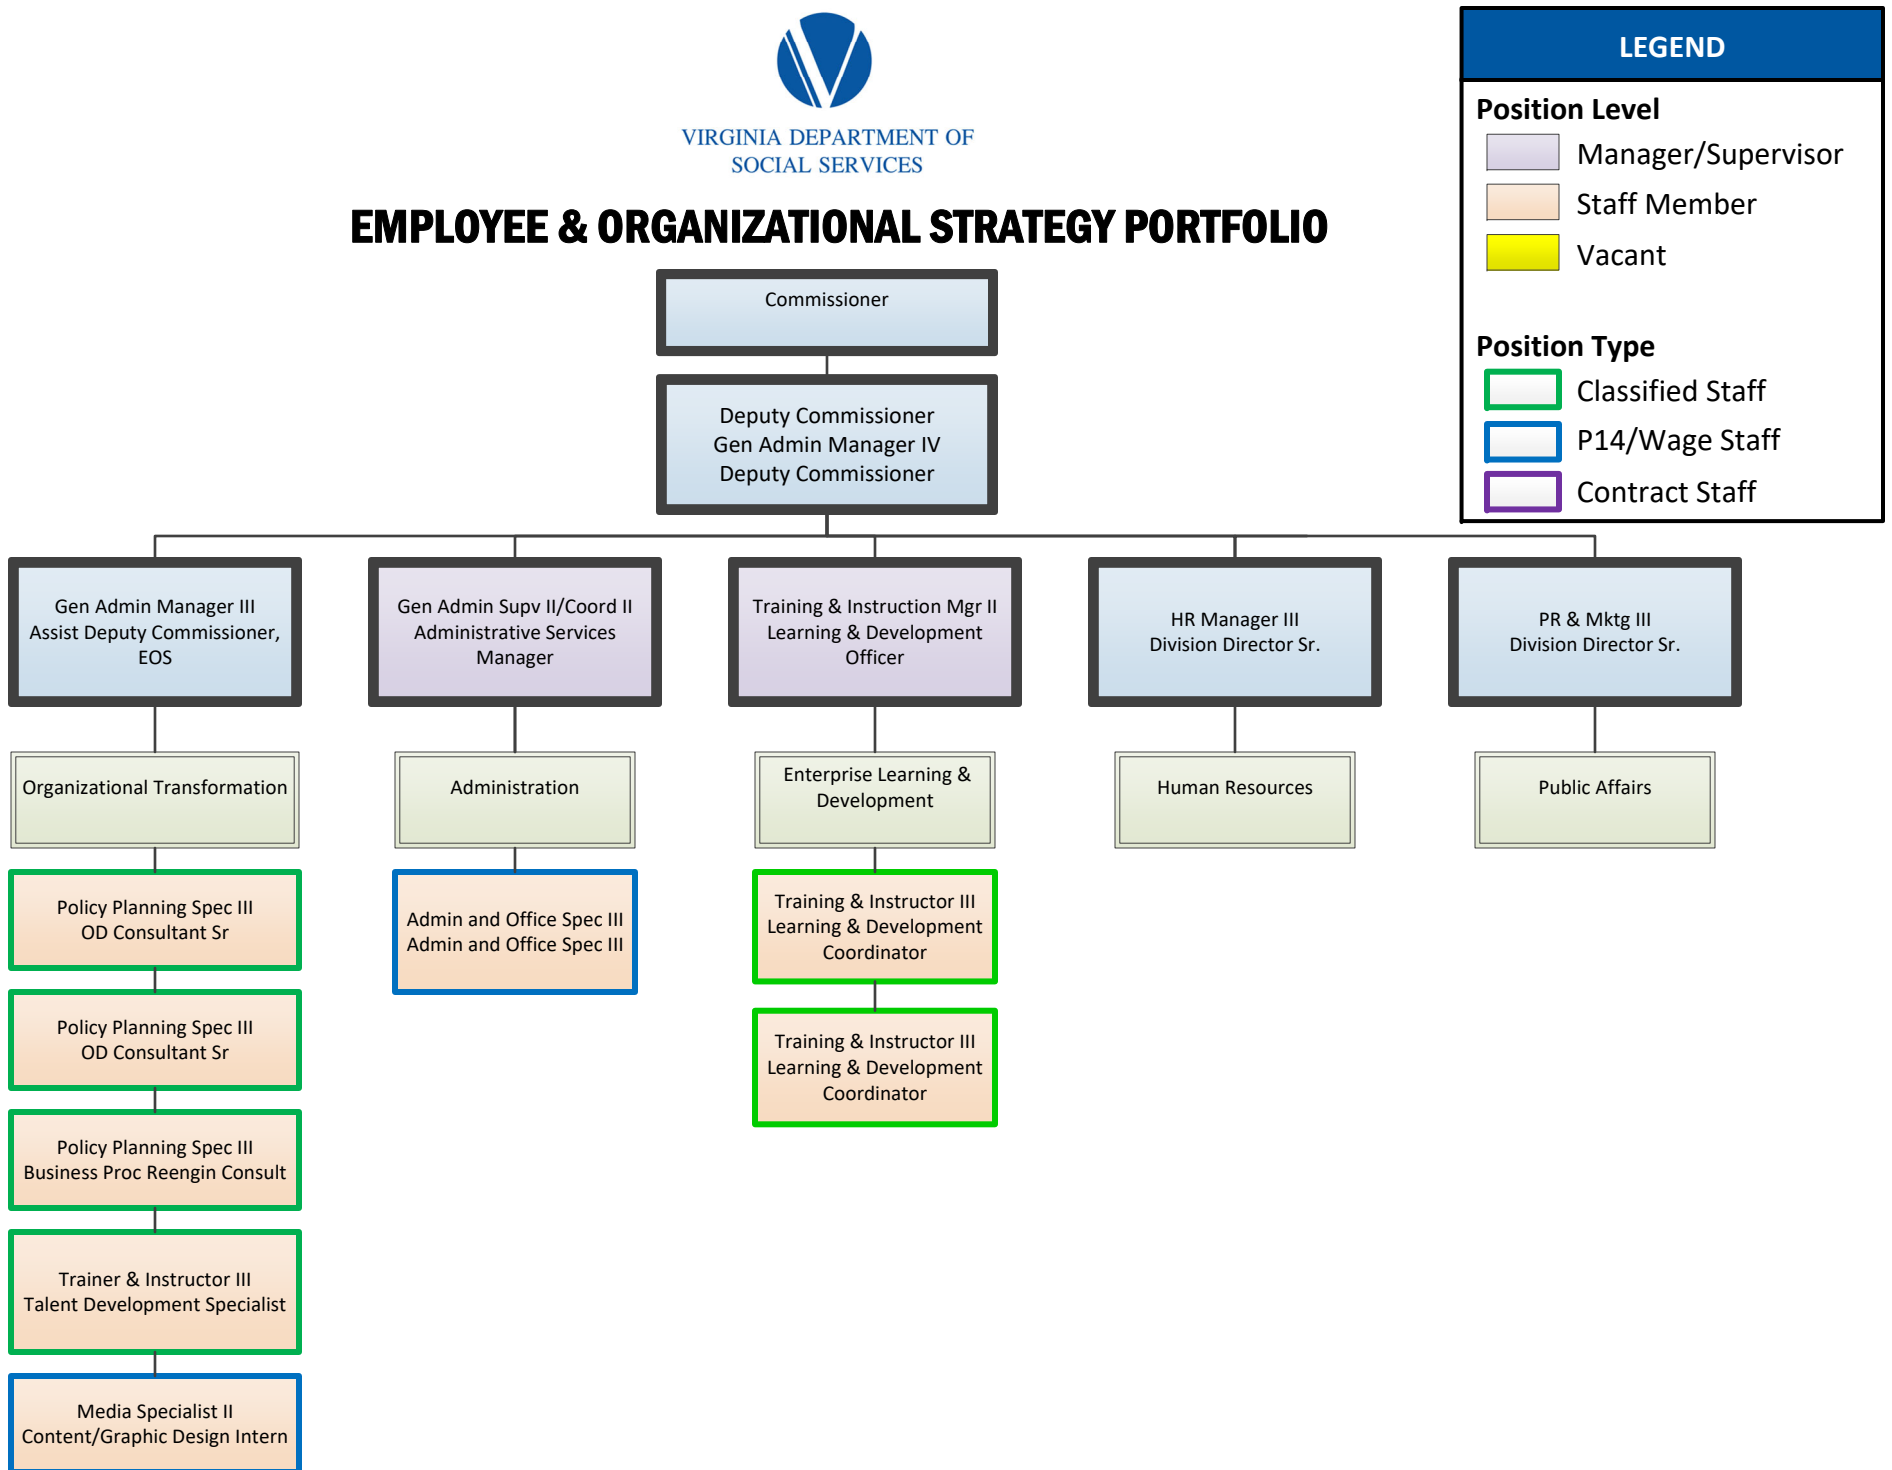 VIRGINIA DEPARTMENT OF
SOCIAL SERVICES
EMPLOYEE & ORGANIZATIONAL STRATEGY PORTFOLIO
LEGEND
Position Level
Manager/Supervisor
Staff Member
Vacant
Position Type
Classified Staff
P14/Wage Staff
Contract Staff
Commissioner
Deputy Commissioner
Gen Admin Manager IV
Deputy Commissioner
Gen Admin Manager III
Assist Deputy Commissioner,
EOS
Gen Admin Supv II/Coord II
Administrative Services
Manager
Training & Instruction Mgr II
Learning & Development
Officer
HR Manager III
Division Director Sr.
PR & Mktg III
Division Director Sr.
Organizational Transformation
Administration
Enterprise Learning &
Development
Human Resources
Public Affairs
Policy Planning Spec III
OD Consultant Sr
Policy Planning Spec III
OD Consultant Sr
Policy Planning Spec III
Business Proc Reengin Consult
Trainer & Instructor III
Talent Development Specialist
Media Specialist II
Content/Graphic Design Intern
Admin and Office Spec III
Admin and Office Spec III
Training & Instructor III
Learning & Development
Coordinator
Training & Instructor III
Learning & Development
Coordinator